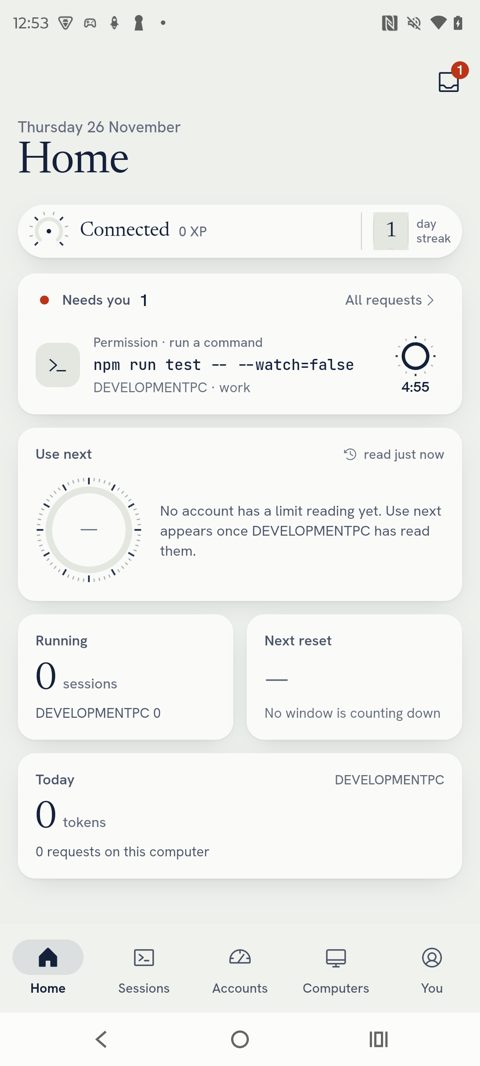 12:53
1
Thursday 26 November
Home
Connected 0 XP
1 day streak
Needs you 1
All requests
Permission · run a command
npm run test -- --watch=false
DEVELOPMENTPC · work
4:55
Use next
read just now
—
No account has a limit reading yet. Use next
appears once DEVELOPMENTPC has read
them.
Running
0 sessions
DEVELOPMENTPC 0
Next reset
—
No window is counting down
Today
DEVELOPMENTPC
0 tokens
0 requests on this computer
Home
Sessions
Accounts
Computers
You